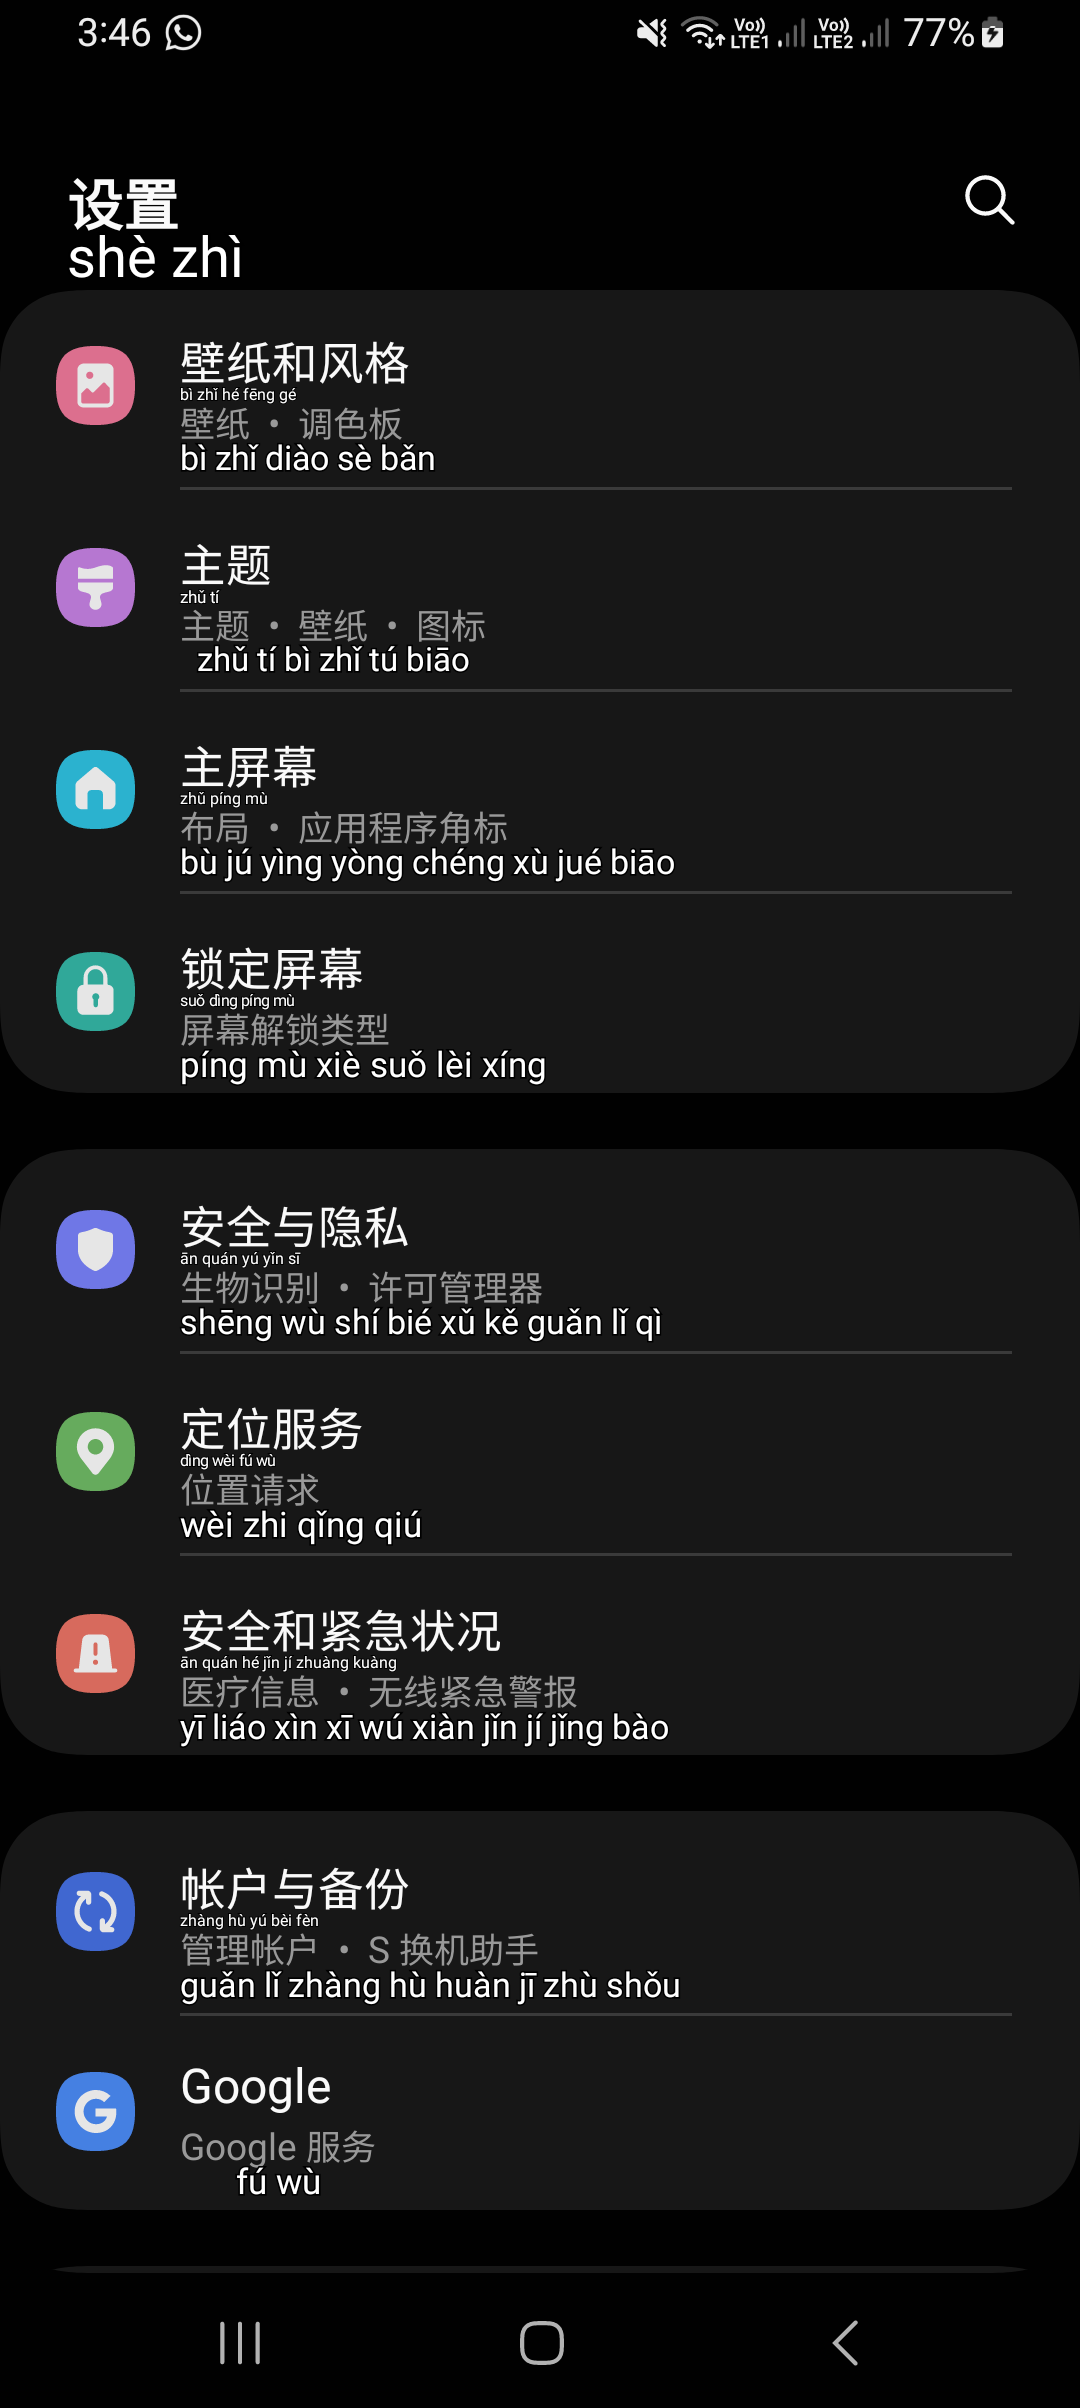 3:46 Vo)) LTE1 Vo)) LTE2 77%
设置
shè zhì
壁纸和风格
bì zhǐ hé fēng gé
壁纸 • 调色板
bì zhǐ diào sè bǎn
主题
zhǔ tí
主题 • 壁纸 • 图标
zhǔ tí bì zhǐ tú biāo
主屏幕
zhǔ píng mù
布局 • 应用程序角标
bù jú yìng yòng chéng xù jué biāo
锁定屏幕
suǒ dìng píng mù
屏幕解锁类型
píng mù xiè suǒ lèi xíng
安全与隐私
ān quán yú yǐn sī
生物识别 • 许可管理器
shēng wù shí bié xǔ kě guǎn lǐ qì
定位服务
dìng wèi fú wù
位置请求
wèi zhi qǐng qiú
安全和紧急状况
ān quán hé jǐn jí zhuàng kuàng
医疗信息 • 无线紧急警报
yī liáo xìn xī wú xiàn jǐn jí jǐng bào
帐户与备份
zhàng hù yú bèi fèn
管理帐户 • S 换机助手
guǎn lǐ zhàng hù huàn jī zhù shǒu
Google
Google 服务
fú wù